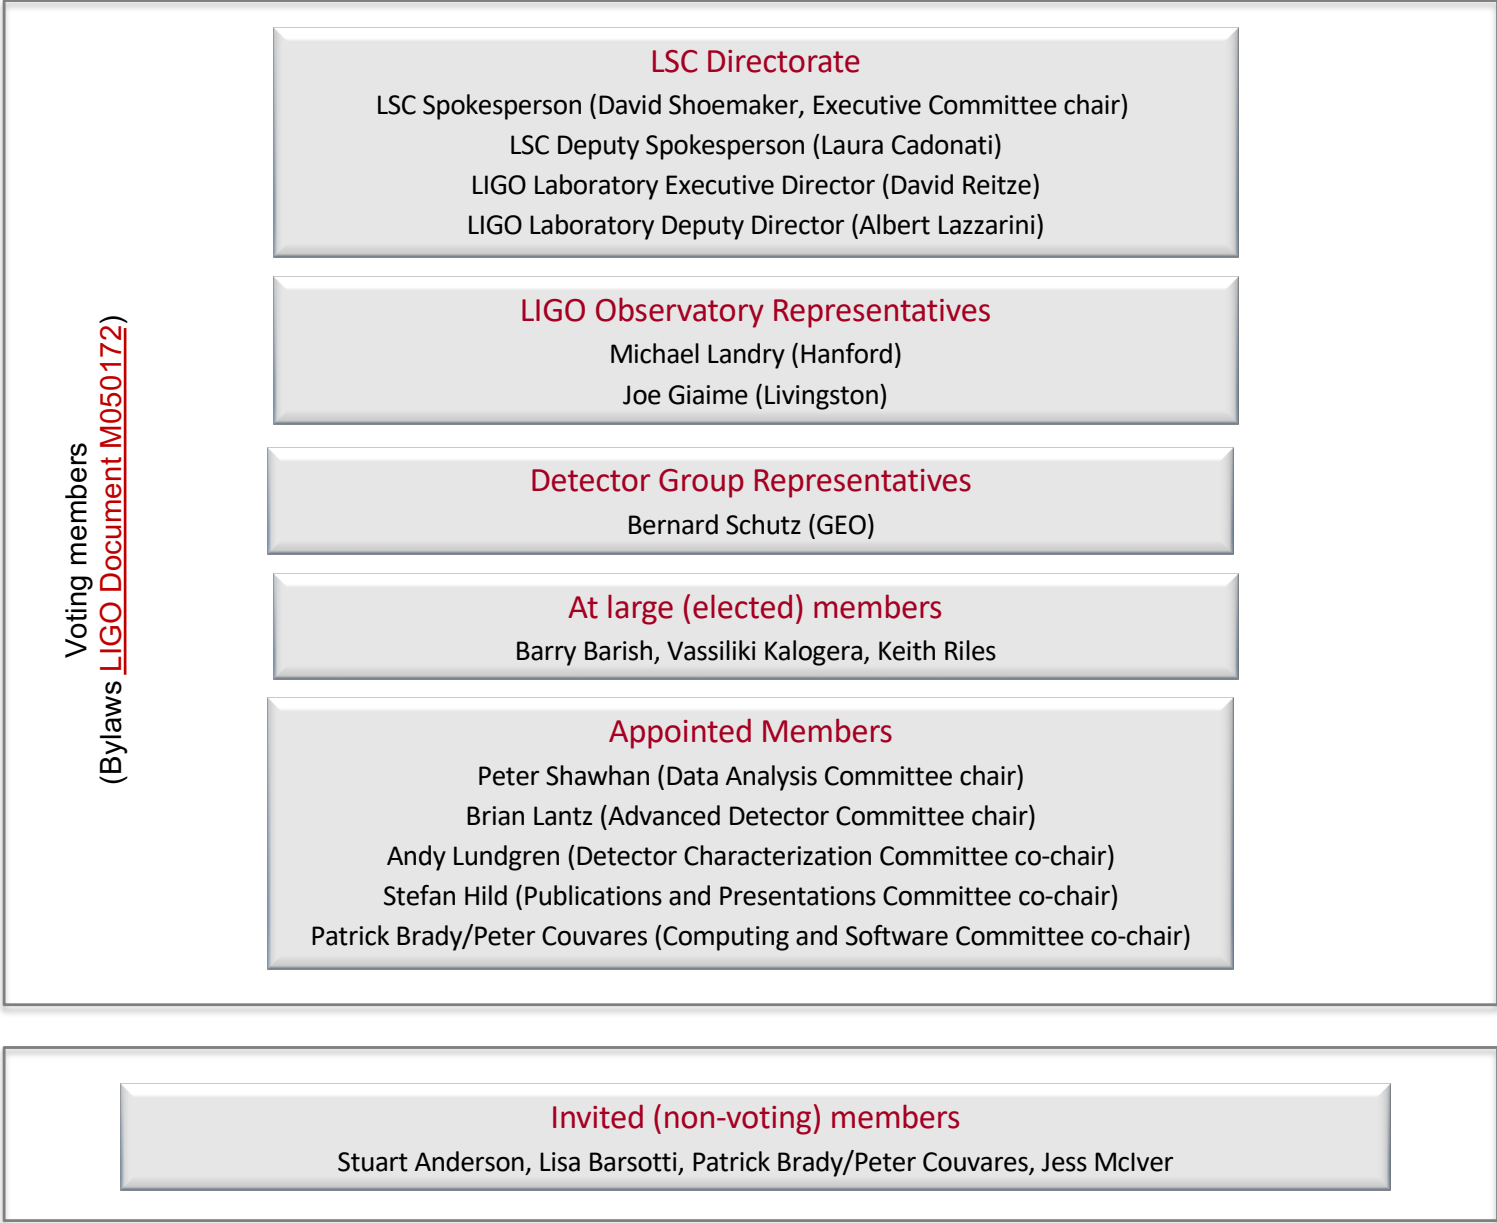 LSC Directorate
LSC Spokesperson (David Shoemaker, Executive Committee chair)
LSC Deputy Spokesperson (Laura Cadonati)
LIGO Laboratory Executive Director (David Reitze)
LIGO Laboratory Deputy Director (Albert Lazzarini)
LIGO Observatory Representatives
Michael Landry (Hanford)
Joe Giaime (Livingston)
Voting members
(Bylaws LIGO Document M050172)
Detector Group Representatives
Bernard Schutz (GEO)
At large (elected) members
Barry Barish, Vassiliki Kalogera, Keith Riles
Appointed Members
Peter Shawhan (Data Analysis Committee chair)
Brian Lantz (Advanced Detector Committee chair)
Andy Lundgren (Detector Characterization Committee co-chair)
Stefan Hild (Publications and Presentations Committee co-chair)
Patrick Brady/Peter Couvares (Computing and Software Committee co-chair)
Invited (non-voting) members
Stuart Anderson, Lisa Barsotti, Patrick Brady/Peter Couvares, Jess McIver